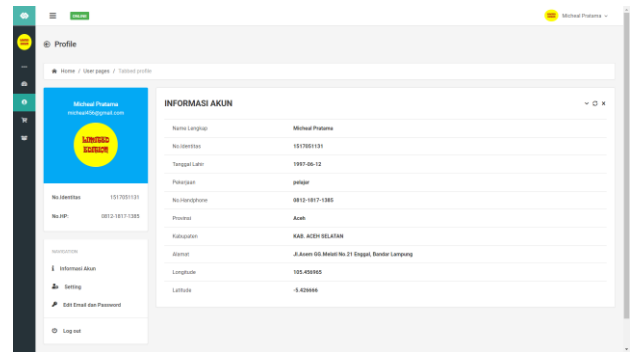 ONLINE
Micheal Pratama
Profile
Home / User pages / Tabbed profile
Micheal Pratama
micheal456@gmail.com
LIMITED
EDITION
No.Identitas 1517051131
No.HP: 0812-1817-1385
NAVIGATION
Informasi Akun
Setting
Edit Email dan Password
Log out
INFORMASI AKUN
Nama Lengkap Micheal Pratama
No.Identitas 1517051131
Tanggal Lahir 1997-06-12
Pekerjaan pelajar
No.Handphone 0812-1817-1385
Provinsi Aceh
Kabupaten KAB. ACEH SELATAN
Alamat Jl.Asem GG.Melati No.21 Enggal, Bandar Lampung
Longitude 105.456965
Latitude -5.426666